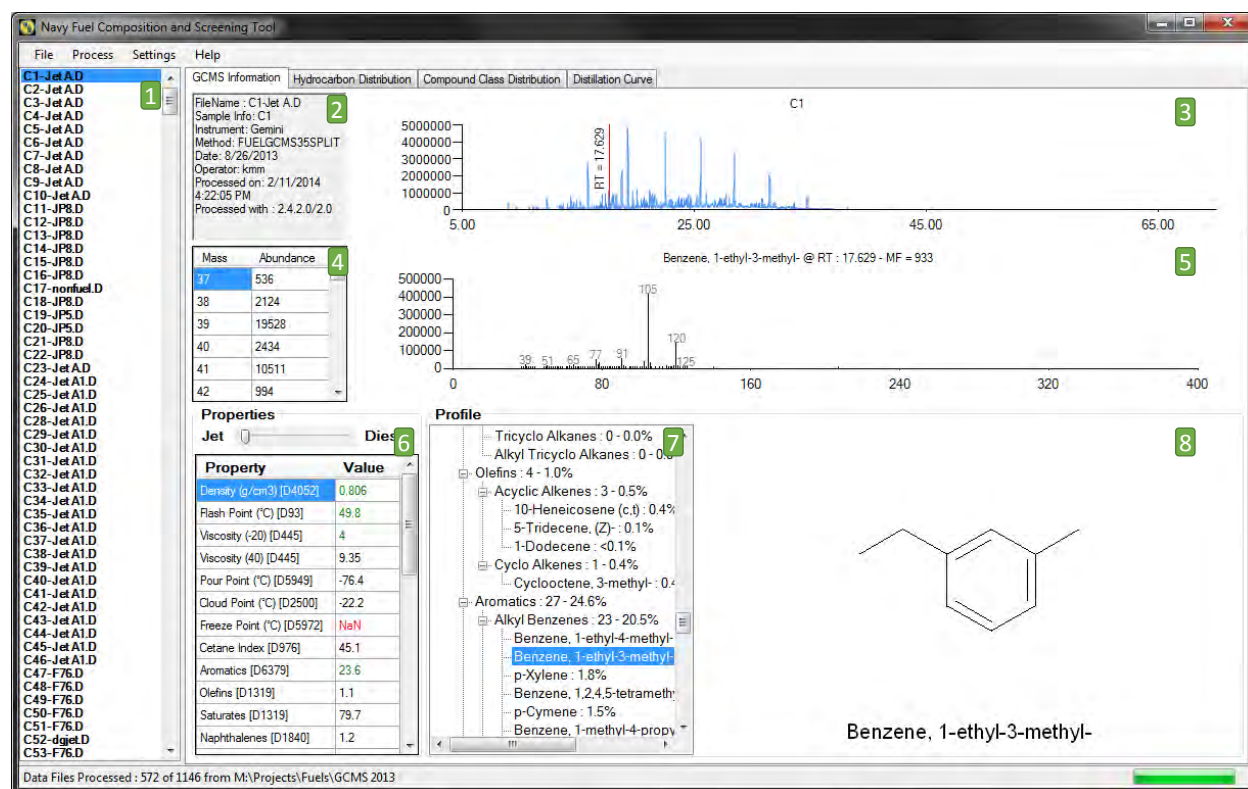 Navy Fuel Composition and Screening Tool
File Process Settings Help
C1-Jet A.D
C2-Jet A.D
C3-Jet A.D
C4-Jet A.D
C5-Jet A.D
C6-Jet A.D
C7-Jet A.D
C8-Jet A.D
C9-Jet A.D
C10-Jet A.D
C11-JP8.D
C12-JP8.D
C13-JP8.D
C14-JP8.D
C15-JP8.D
C16-JP8.D
C17-nonfuel.D
C18-JP8.D
C19-JP5.D
C20-JP5.D
C21-JP8.D
C22-JP8.D
C23-Jet A.D
C24-Jet A1.D
C25-Jet A1.D
C26-Jet A1.D
C28-Jet A1.D
C29-Jet A1.D
C30-Jet A1.D
C31-Jet A1.D
C32-Jet A1.D
C33-Jet A1.D
C34-Jet A1.D
C35-Jet A1.D
C36-Jet A1.D
C37-Jet A1.D
C38-Jet A1.D
C39-Jet A1.D
C40-Jet A1.D
C41-Jet A1.D
C42-Jet A1.D
C43-Jet A1.D
C44-Jet A1.D
C45-Jet A1.D
C46-Jet A1.D
C47-F76.D
C48-F76.D
C49-F76.D
C50-F76.D
C51-F76.D
C52-dgjet.D
C53-F76.D
1
GCMS Information Hydrocarbon Distribution Compound Class Distribution Distillation Curve
FileName : C1-Jet A.D
Sample Info: C1
Instrument: Gemini
Method: FUELGCMS35SPLIT
Date: 8/26/2013
Operator: kmm
Processed on: 2/11/2014
4:22:05 PM
Processed with : 2.4.2.0/2.0
2
C1
3
5000000
4000000
3000000
2000000
1000000
0
RT = 17.629
5.00 25.00 45.00 65.00
Mass Abundance
37 536
38 2124
39 19528
40 2434
41 10511
42 994
4
Benzene, 1-ethyl-3-methyl- @ RT : 17.629 - MF = 933
5
500000
400000
300000
200000
100000
0
39 51 65 77 91 105 120 125
0 80 160 240 320 400
Properties
Jet Dies
6
Property Value
Density (g/cm3) [D4052] 0.806
Flash Point (°C) [D93] 49.8
Viscosity (-20) [D445] 4
Viscosity (40) [D445] 9.35
Pour Point (°C) [D5949] -76.4
Cloud Point (°C) [D2500] -22.2
Freeze Point (°C) [D5972] NaN
Cetane Index [D976] 45.1
Aromatics [D6379] 23.6
Olefins [D1319] 1.1
Saturates [D1319] 79.7
Naphthalenes [D1840] 1.2
Profile
7
Tricyclo Alkanes : 0 - 0.0%
Alkyl Tricyclo Alkanes : 0 - 0.0
Olefins : 4 - 1.0%
Acyclic Alkenes : 3 - 0.5%
10-Heneicosene (c,t) : 0.4%
5-Tridecene, (Z)- : 0.1%
1-Dodecene : <0.1%
Cyclo Alkenes : 1 - 0.4%
Cyclooctene, 3-methyl- : 0.4
Aromatics : 27 - 24.6%
Alkyl Benzenes : 23 - 20.5%
Benzene, 1-ethyl-4-methyl-
Benzene, 1-ethyl-3-methyl-
p-Xylene : 1.8%
Benzene, 1,2,4,5-tetramethy
p-Cymene : 1.5%
Benzene, 1-methyl-4-propy
8
Benzene, 1-ethyl-3-methyl-
Data Files Processed : 572 of 1146 from M:\Projects\Fuels\GCMS 2013